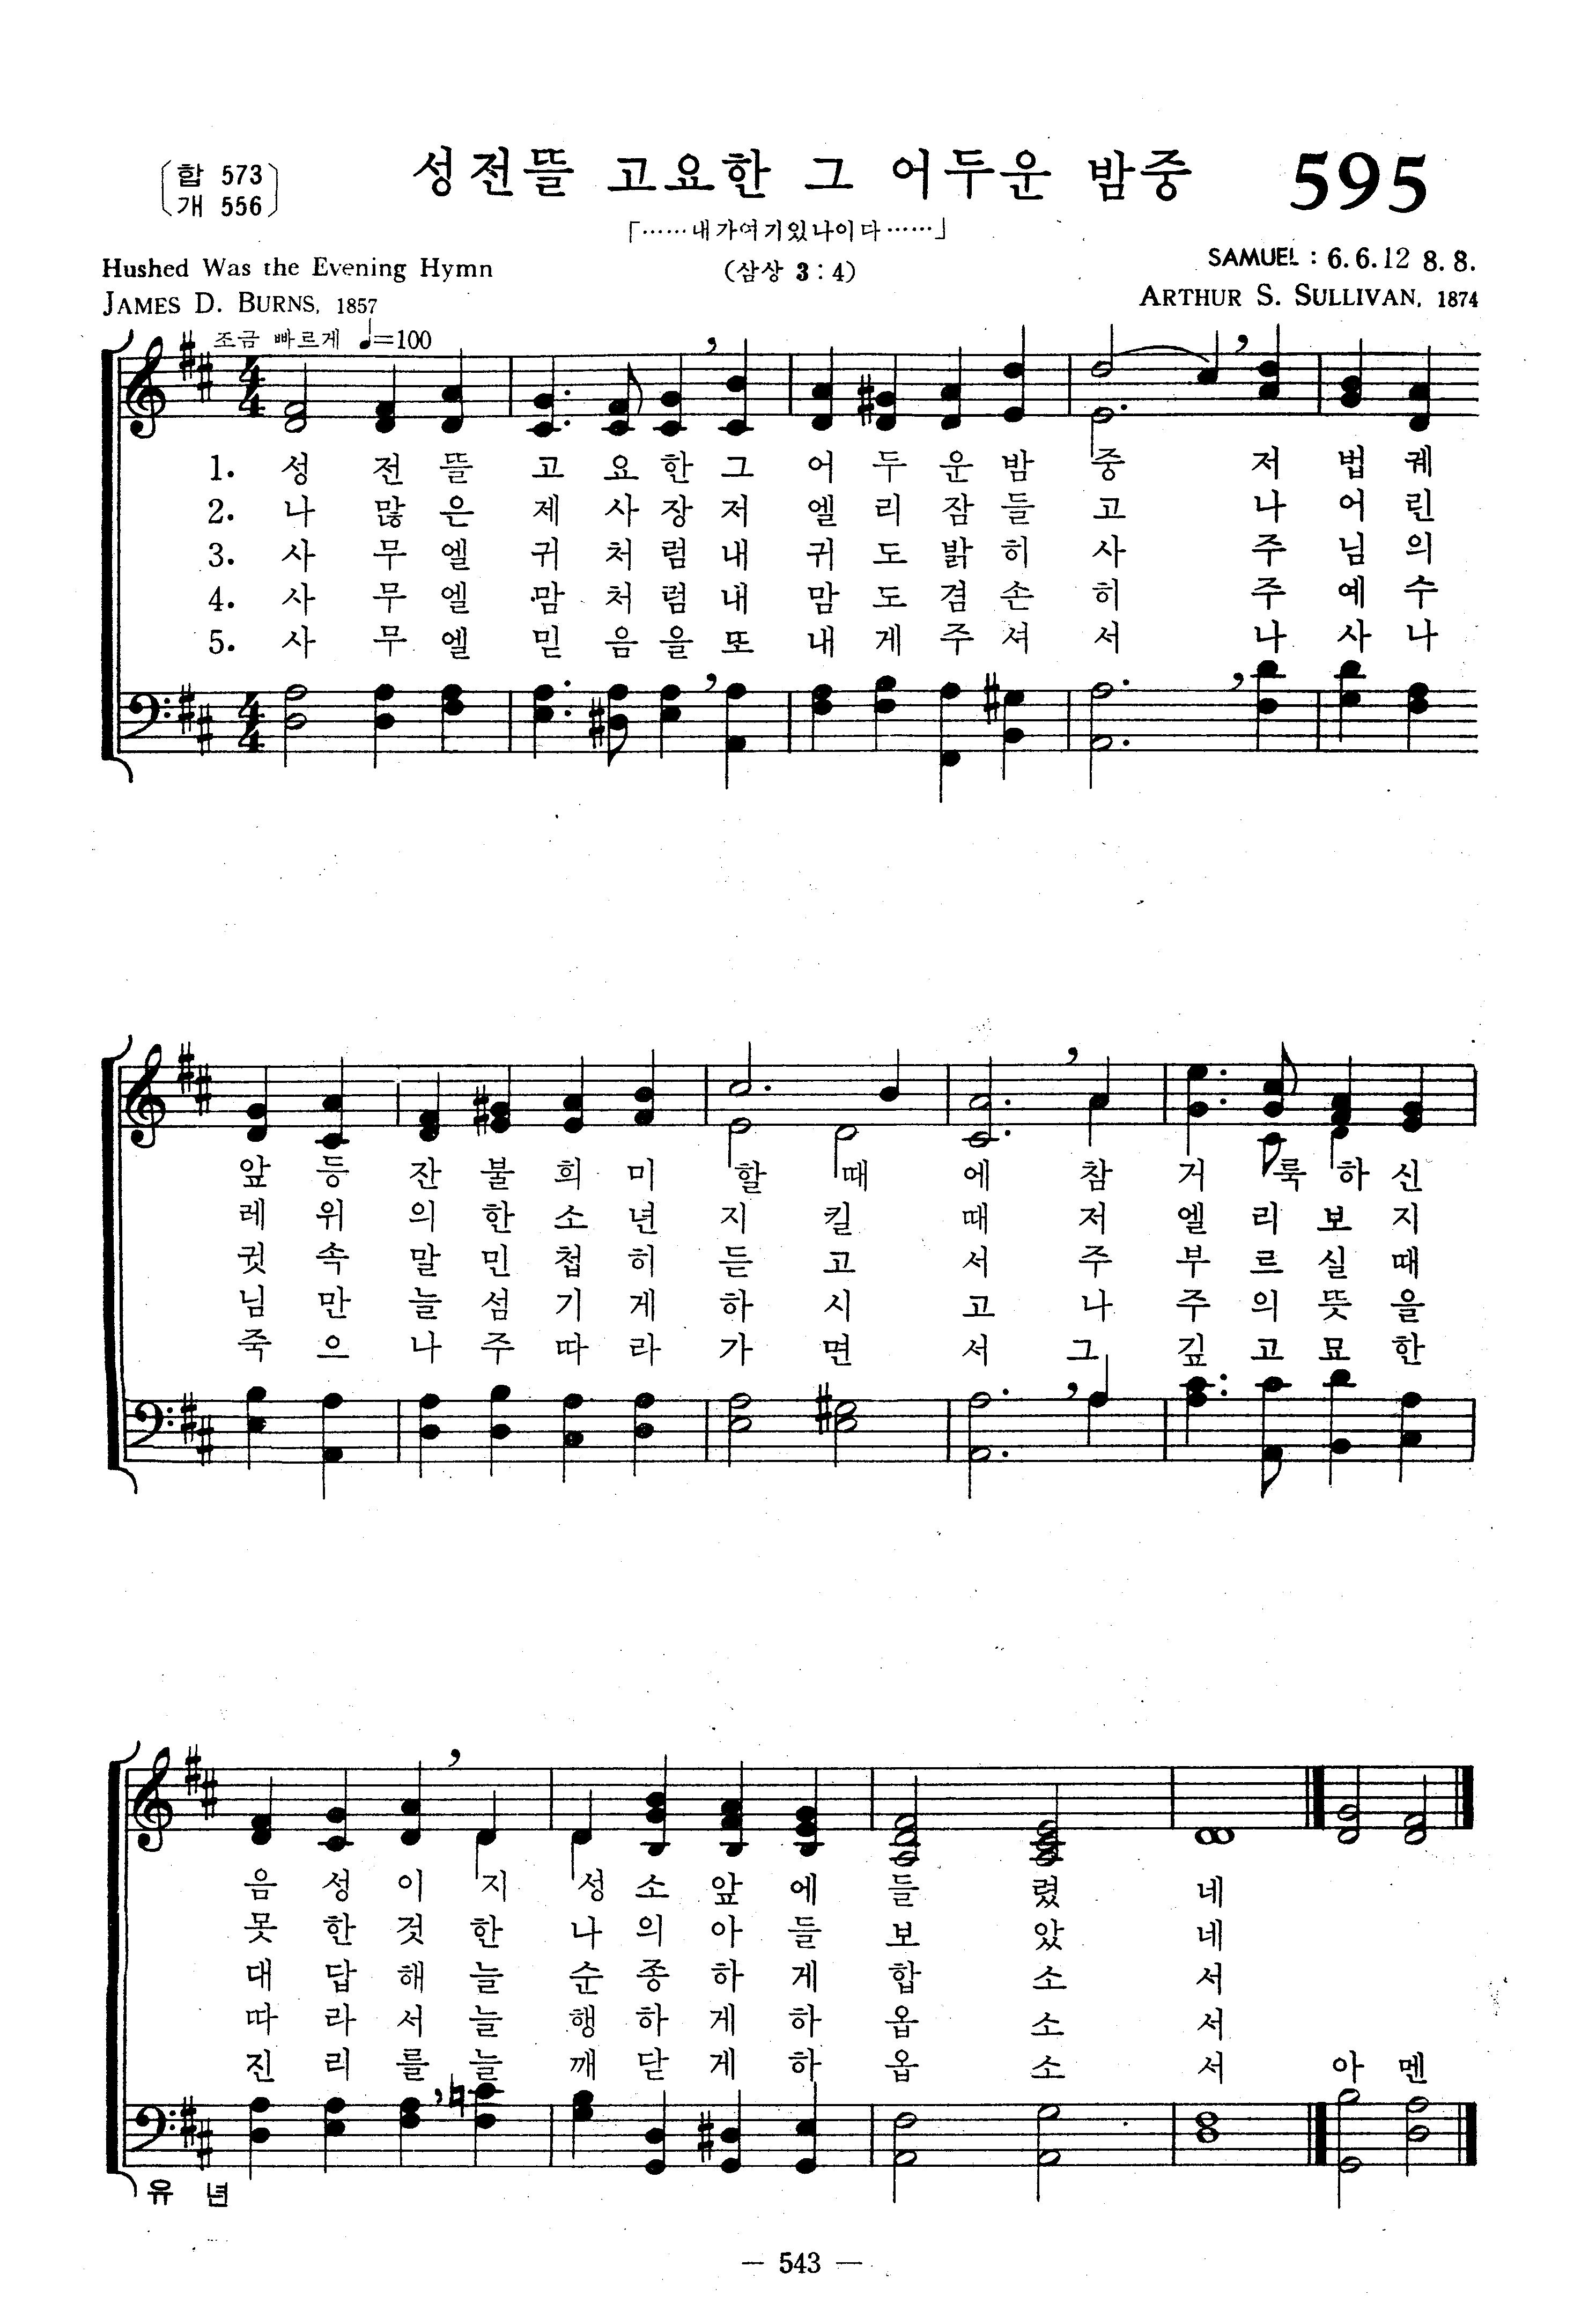 합 573
개 556
성전뜰 고요한 그 어두운 밤중 595
「……내가여기있나이다……」
(삼상 3 : 4)
Hushed Was the Evening Hymn
JAMES D. BURNS, 1857
SAMUEL : 6. 6. 12 8. 8.
ARTHUR S. SULLIVAN, 1874
조금 빠르게 ♩=100
4/4
1. 성 전 뜰 고 요 한 그 어 두 운 밤 중 저 법 궤
2. 나 많 은 제 사 장 저 엘 리 잠 들 고 나 어 린
3. 사 무 엘 귀 처 럼 내 귀 도 밝 히 사 주 님 의
4. 사 무 엘 맘 처 럼 내 맘 도 겸 손 히 주 예 수
5. 사 무 엘 믿 음 을 또 내 게 주 셔 서 나 사 나
4/4
앞 등 잔 불 희 미 할 때 에 참 거 룩 하 신
레 위 의 한 소 년 지 킬 때 저 엘 리 보 지
귓 속 말 민 첩 히 듣 고 서 주 부 르 실 때
님 만 늘 섬 기 게 하 시 고 나 주 의 뜻 을
죽 으 나 주 따 라 가 면 서 그 깊 고 묘 한
음 성 이 지 성 소 앞 에 들 렸 네
못 한 것 한 나 의 아 들 보 았 네
대 답 해 늘 순 종 하 게 합 소 서
따 라 서 늘 행 하 게 하 옵 소 서
진 리 를 늘 깨 닫 게 하 옵 소 서 아 멘
유 년
— 543 —